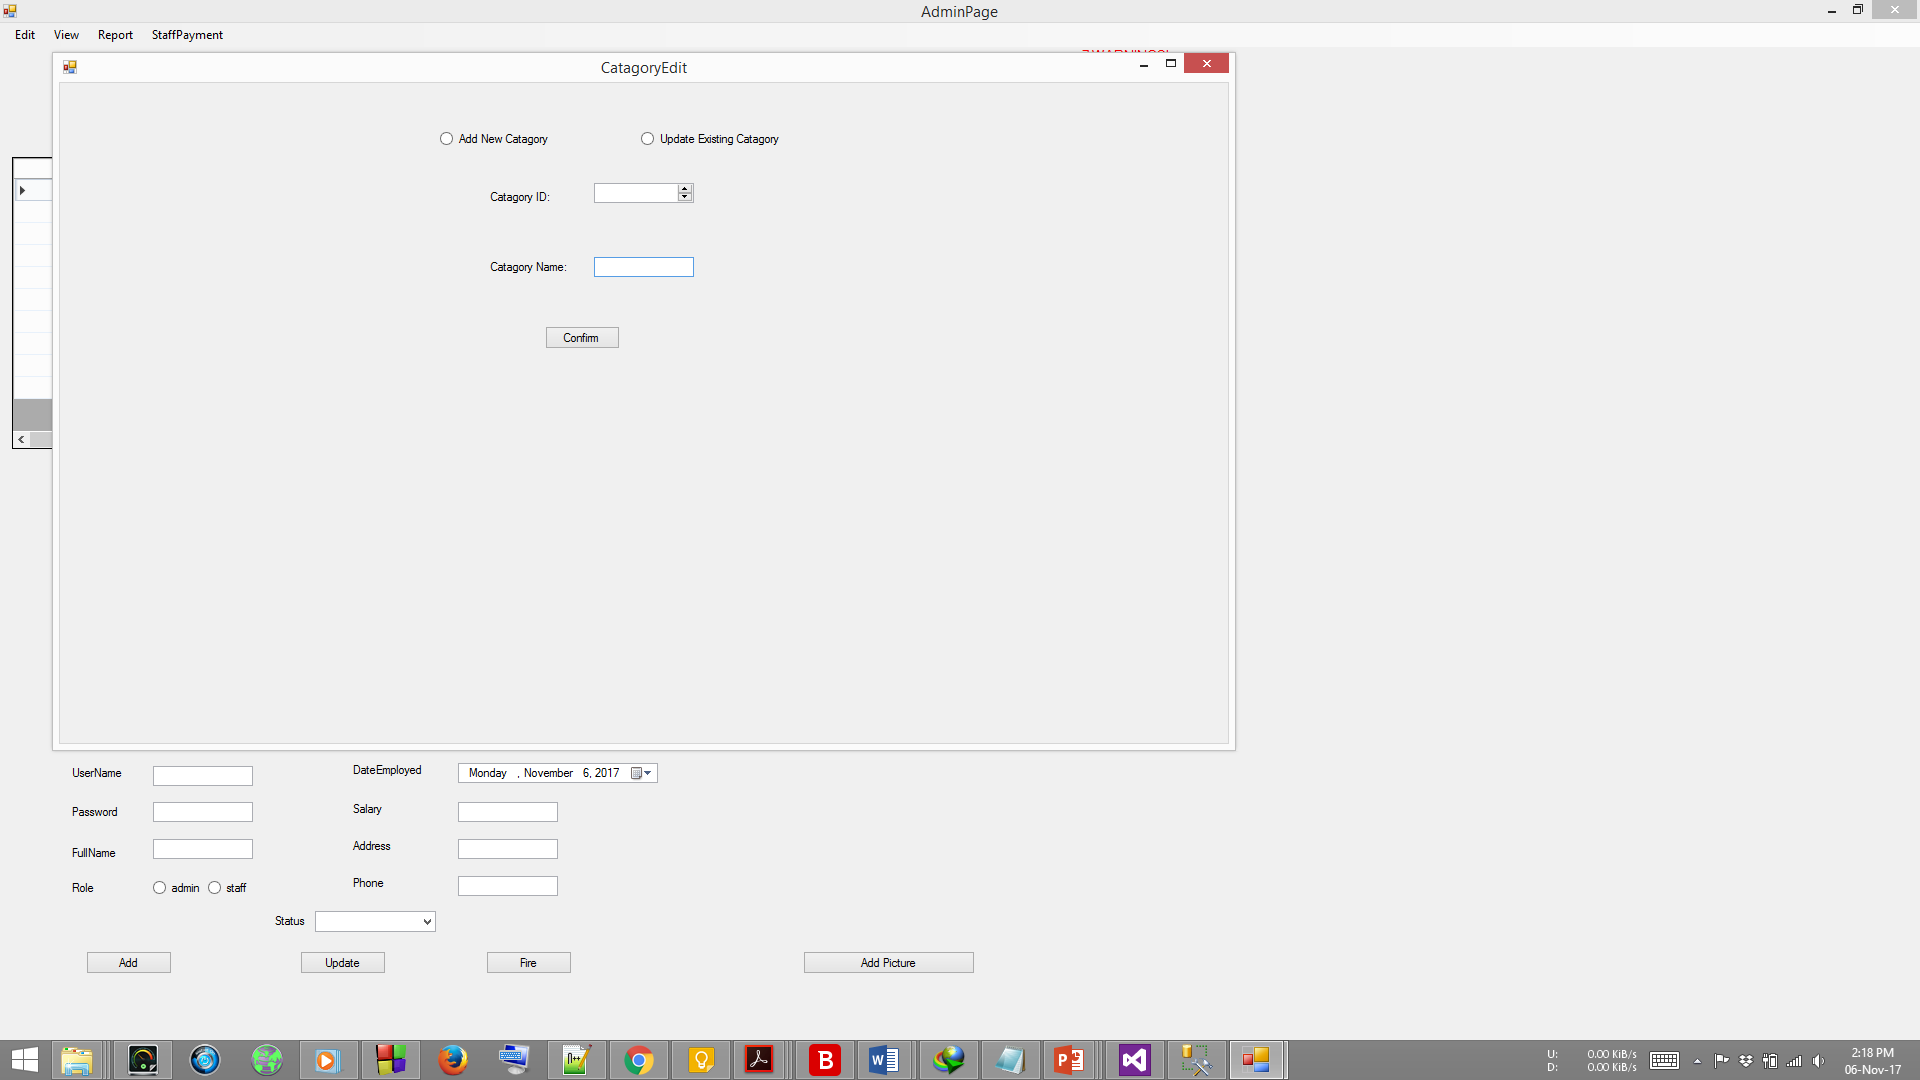 AdminPage
Edit View Report StaffPayment
CatagoryEdit
Add New Catagory Update Existing Catagory
Catagory ID:
Catagory Name:
Confirm
UserName DateEmployed Monday , November 6, 2017
Password Salary
FullName Address
Role admin staff Phone
Status
Add Update Fire Add Picture
U: 0.00 KiB/s
D: 0.00 KiB/s
2:18 PM
06-Nov-17